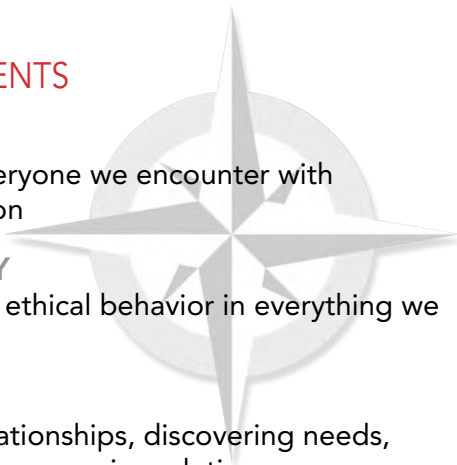 ENTS
eryone we encounter with
on
Y
ethical behavior in everything we
ationships, discovering needs,